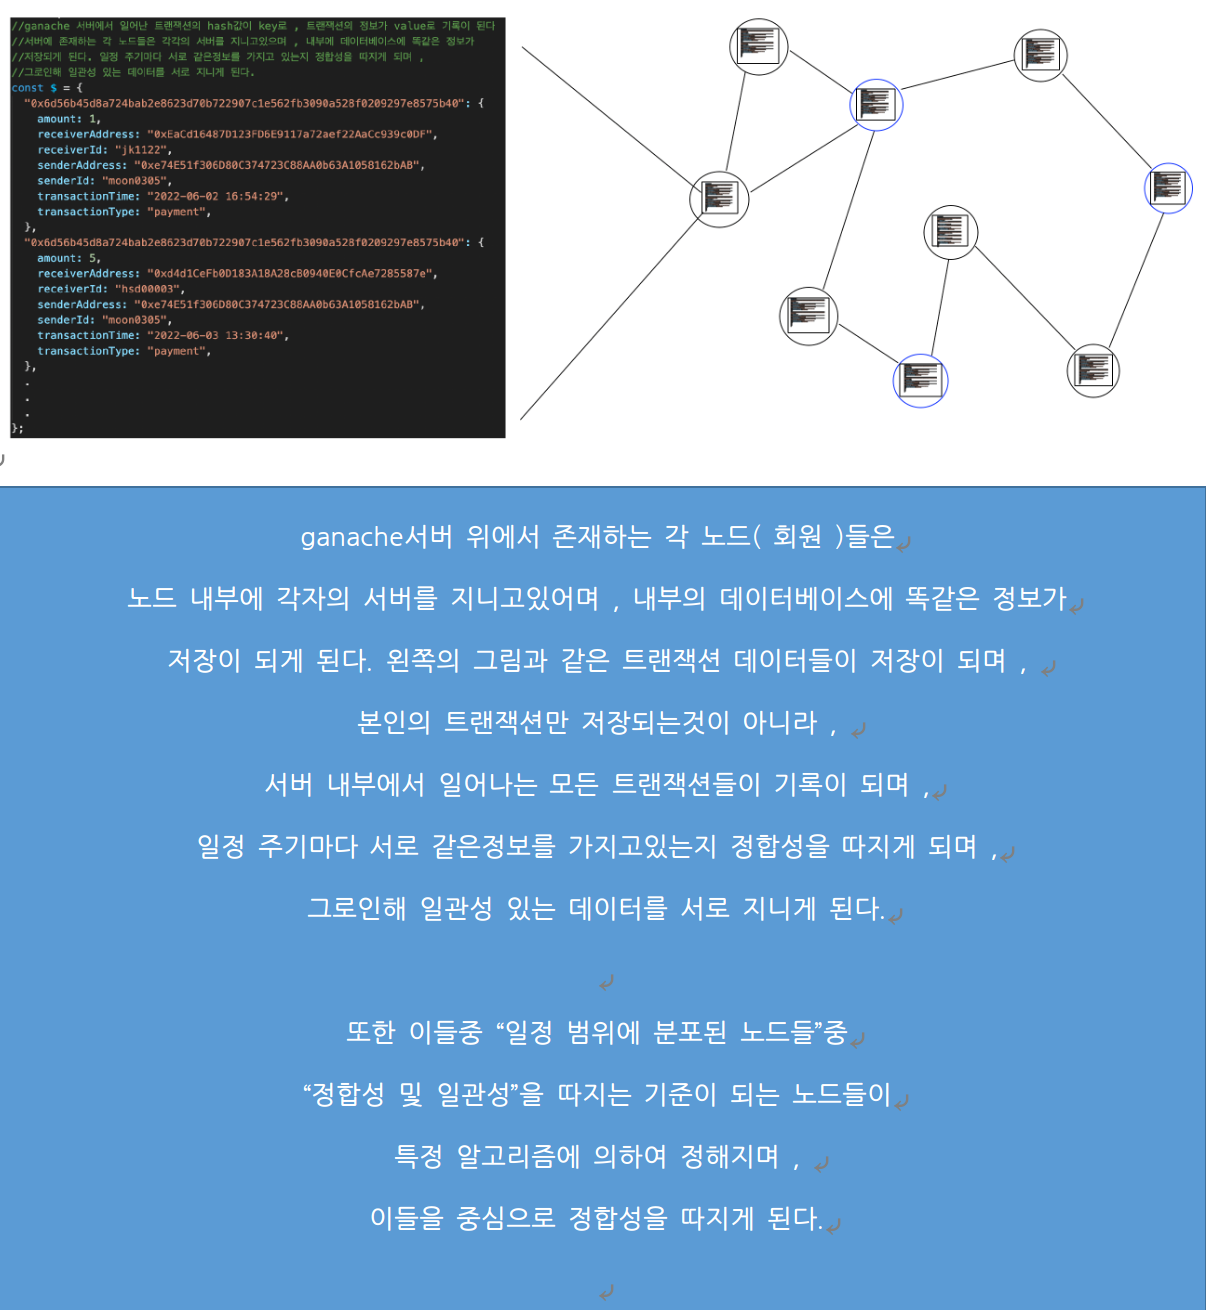 //ganache 서버에서 일어난 트랜잭션의 hash값이 key로 , 트랜잭션의 정보가 value로 기록이 된다
//서버에 존재하는 각 노드들은 각각의 서버를 지니고있으며 , 내부에 데이터베이스에 똑같은 정보가
//저장되게 된다. 일정 주기마다 서로 같은정보를 가지고 있는지 정합성을 따지게 되며 ,
//그로인해 일관성 있는 데이터를 서로 지니게 된다.
const $ = {
"0x6d56b45d8a724bab2e8623d70b722907c1e562fb3090a528f0209297e8575b40": {
amount: 1,
receiverAddress: "0xEaCd16487D123FD6E9117a72aef22AaCc939c0DF",
receiverId: "jk1122",
senderAddress: "0xe74E51f306D80C374723C88AA0b63A1058162bAB",
senderId: "moon0305",
transactionTime: "2022-06-02 16:54:29",
transactionType: "payment",
},
"0x6d56b45d8a724bab2e8623d70b722907c1e562fb3090a528f0209297e8575b40": {
amount: 5,
receiverAddress: "0xd4d1CeFb0D183A18A28cB0940E0CfcAe7285587e",
receiverId: "hsd00003",
senderAddress: "0xe74E51f306D80C374723C88AA0b63A1058162bAB",
senderId: "moon0305",
transactionTime: "2022-06-03 13:30:40",
transactionType: "payment",
},
.
.
.
};
ganache서버 위에서 존재하는 각 노드( 회원 )들은
노드 내부에 각자의 서버를 지니고있어며 , 내부의 데이터베이스에 똑같은 정보가
저장이 되게 된다. 왼쪽의 그림과 같은 트랜잭션 데이터들이 저장이 되며 ,
본인의 트랜잭션만 저장되는것이 아니라 ,
서버 내부에서 일어나는 모든 트랜잭션들이 기록이 되며 ,
일정 주기마다 서로 같은정보를 가지고있는지 정합성을 따지게 되며 ,
그로인해 일관성 있는 데이터를 서로 지니게 된다.
또한 이들중 “일정 범위에 분포된 노드들”중
“정합성 및 일관성”을 따지는 기준이 되는 노드들이
특정 알고리즘에 의하여 정해지며 ,
이들을 중심으로 정합성을 따지게 된다.